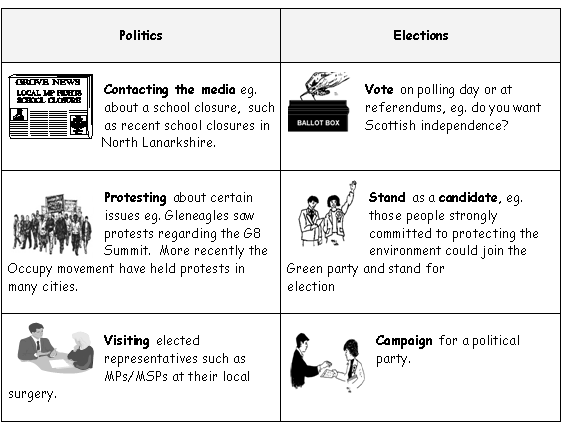 Politics
Elections
GROVE NEWS
LOCAL MP FIGHTS
SCHOOL CLOSURE
Contacting the media eg.
about a school closure, such
as recent school closures in
North Lanarkshire.
BALLOT BOX
Vote on polling day or at
referendums, eg. do you want
Scottish independence?
Protesting about certain
issues eg. Gleneagles saw
protests regarding the G8
Summit. More recently the
Occupy movement have held protests in
many cities.
Stand as a candidate, eg.
those people strongly
committed to protecting the
environment could join the
Green party and stand for
election
Visiting elected
representatives such as
MPs/MSPs at their local
surgery.
Campaign for a political
party.